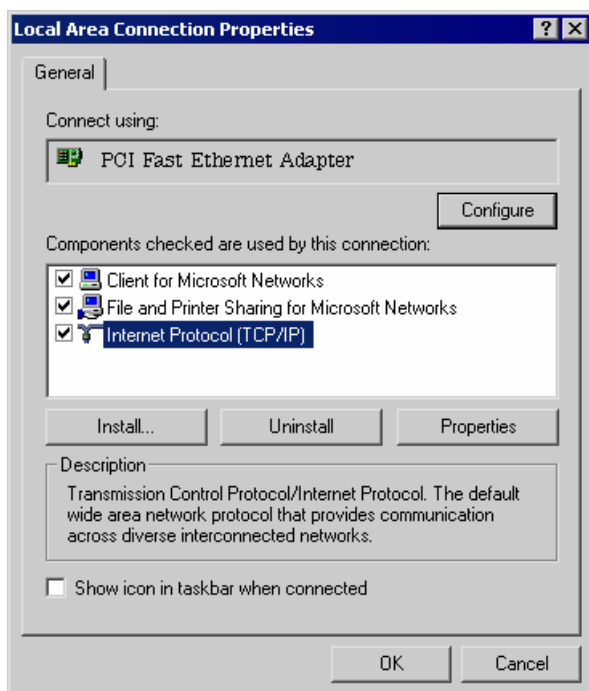 Local Area Connection Properties
General
Connect using:
PCI Fast Ethernet Adapter
Configure
Components checked are used by this connection:
Client for Microsoft Networks
File and Printer Sharing for Microsoft Networks
Internet Protocol (TCP/IP)
Install... Uninstall Properties
Description
Transmission Control Protocol/Internet Protocol. The default
wide area network protocol that provides communication
across diverse interconnected networks.
Show icon in taskbar when connected
OK Cancel